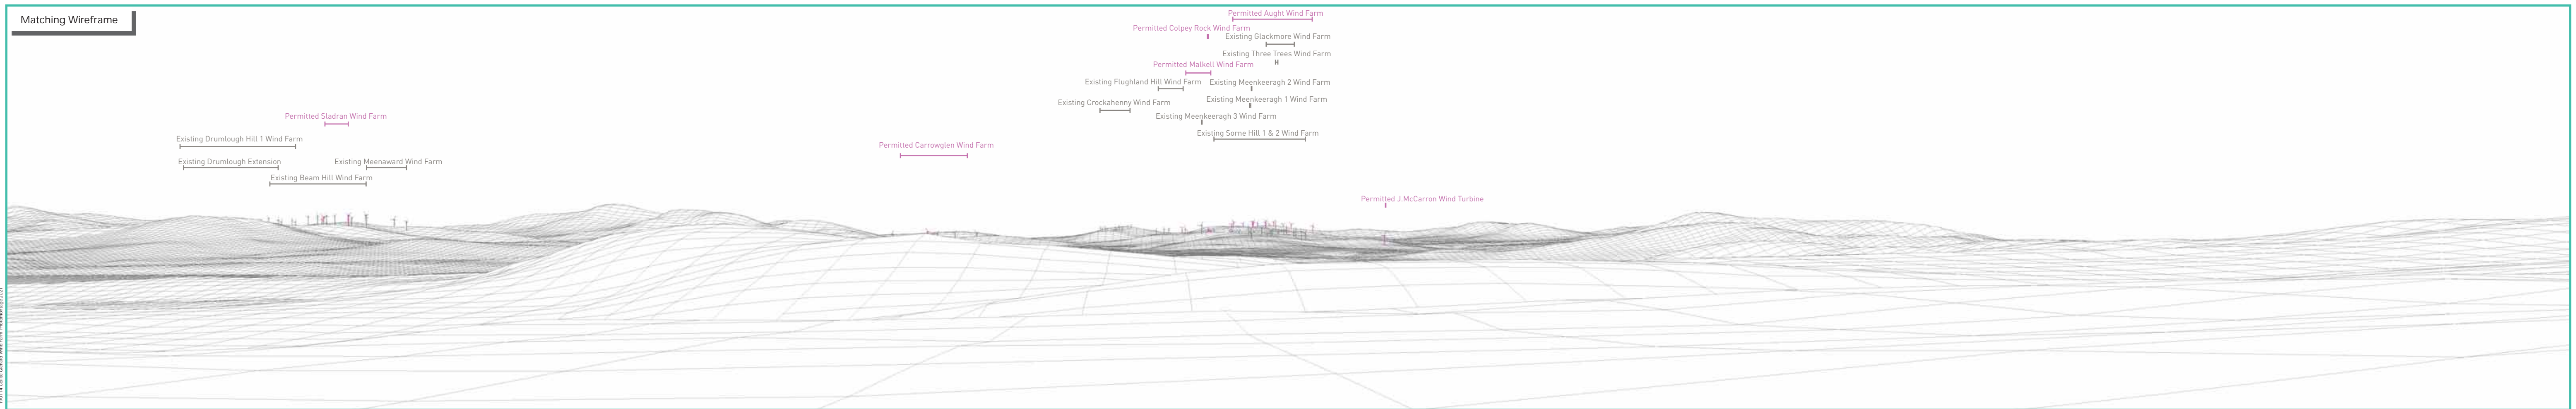 Matching Wireframe
Permitted Aught Wind Farm
Permitted Colpey Rock Wind Farm
Existing Glackmore Wind Farm
Existing Three Trees Wind Farm
Permitted Malkell Wind Farm
Existing Flughland Hill Wind Farm
Existing Meenkeeragh 2 Wind Farm
Existing Crockahenny Wind Farm
Existing Meenkeeragh 1 Wind Farm
Existing Meenkeeragh 3 Wind Farm
Existing Sorne Hill 1 & 2 Wind Farm
Permitted Sladran Wind Farm
Existing Drumlough Hill 1 Wind Farm
Existing Drumlough Extension
Existing Meenaward Wind Farm
Existing Beam Hill Wind Farm
Permitted Carrowglen Wind Farm
Permitted J.McCarron Wind Turbine